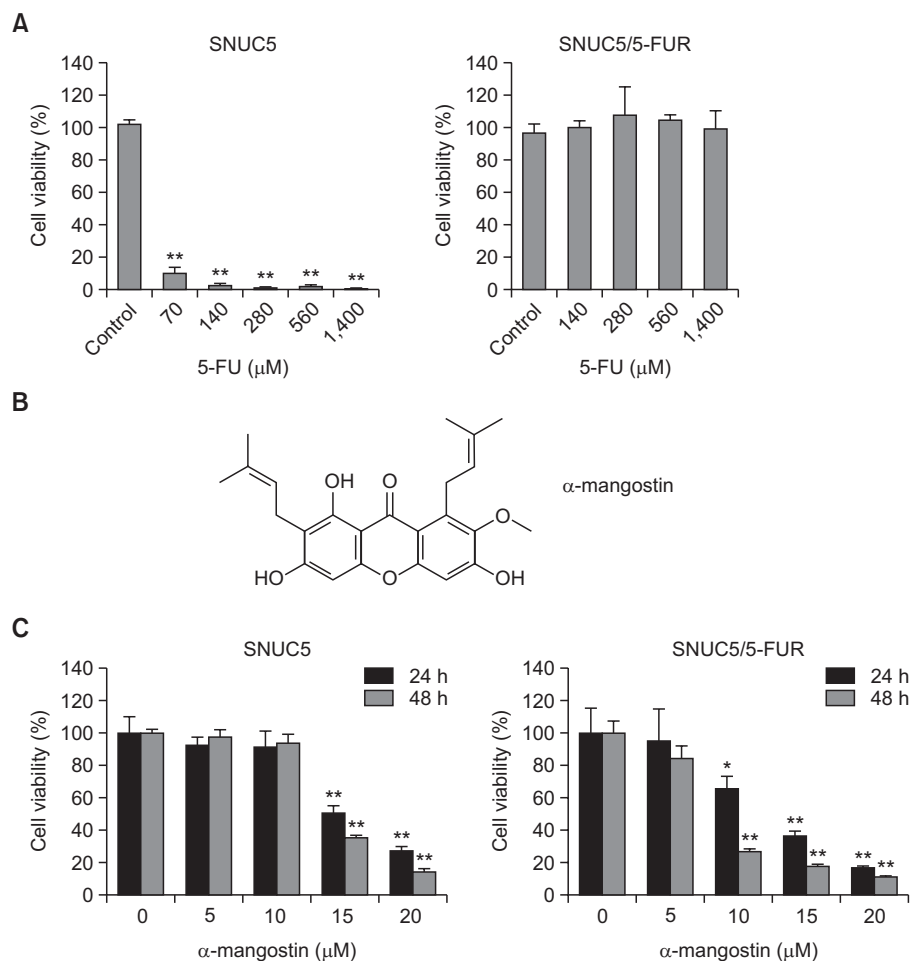 A
SNUC5
Cell viability (%)
140
120
100
80
60
40
20
0
** ** ** ** **
Control 70 140 280 560 1,400
5-FU (μM)
SNUC5/5-FUR
Cell viability (%)
140
120
100
80
60
40
20
0
Control 140 280 560 1,400
5-FU (μM)
B
OH O
O
HO O OH
α-mangostin
C
SNUC5
24 h
48 h
Cell viability (%)
140
120
100
80
60
40
20
0
** ** ** **
0 5 10 15 20
α-mangostin (μM)
SNUC5/5-FUR
24 h
48 h
Cell viability (%)
140
120
100
80
60
40
20
0
* ** ** ** ** **
0 5 10 15 20
α-mangostin (μM)